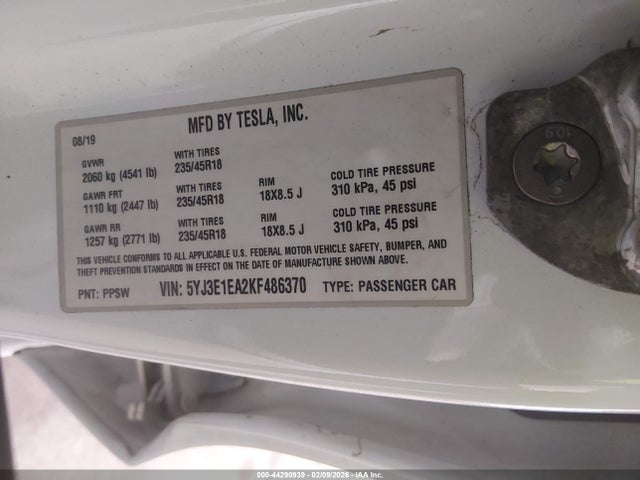 MFD BY TESLA, INC.
08/19
GVWR WITH TIRES
2060 kg (4541 lb) 235/45R18
GAWR FRT WITH TIRES RIM COLD TIRE PRESSURE
1110 kg (2447 lb) 235/45R18 18X8.5 J 310 kPa, 45 psi
GAWR RR WITH TIRES RIM COLD TIRE PRESSURE
1257 kg (2771 lb) 235/45R18 18X8.5 J 310 kPa, 45 psi
THIS VEHICLE CONFORMS TO ALL APPLICABLE U.S. FEDERAL MOTOR VEHICLE SAFETY, BUMPER, AND
THEFT PREVENTION STANDARDS IN EFFECT ON THE DATE OF MANUFACTURE SHOWN ABOVE.
PNT: PPSW VIN: 5YJ3E1EA2KF486370 TYPE: PASSENGER CAR
10.9
000-44290939 - 02/09/2026 - IAA Inc.